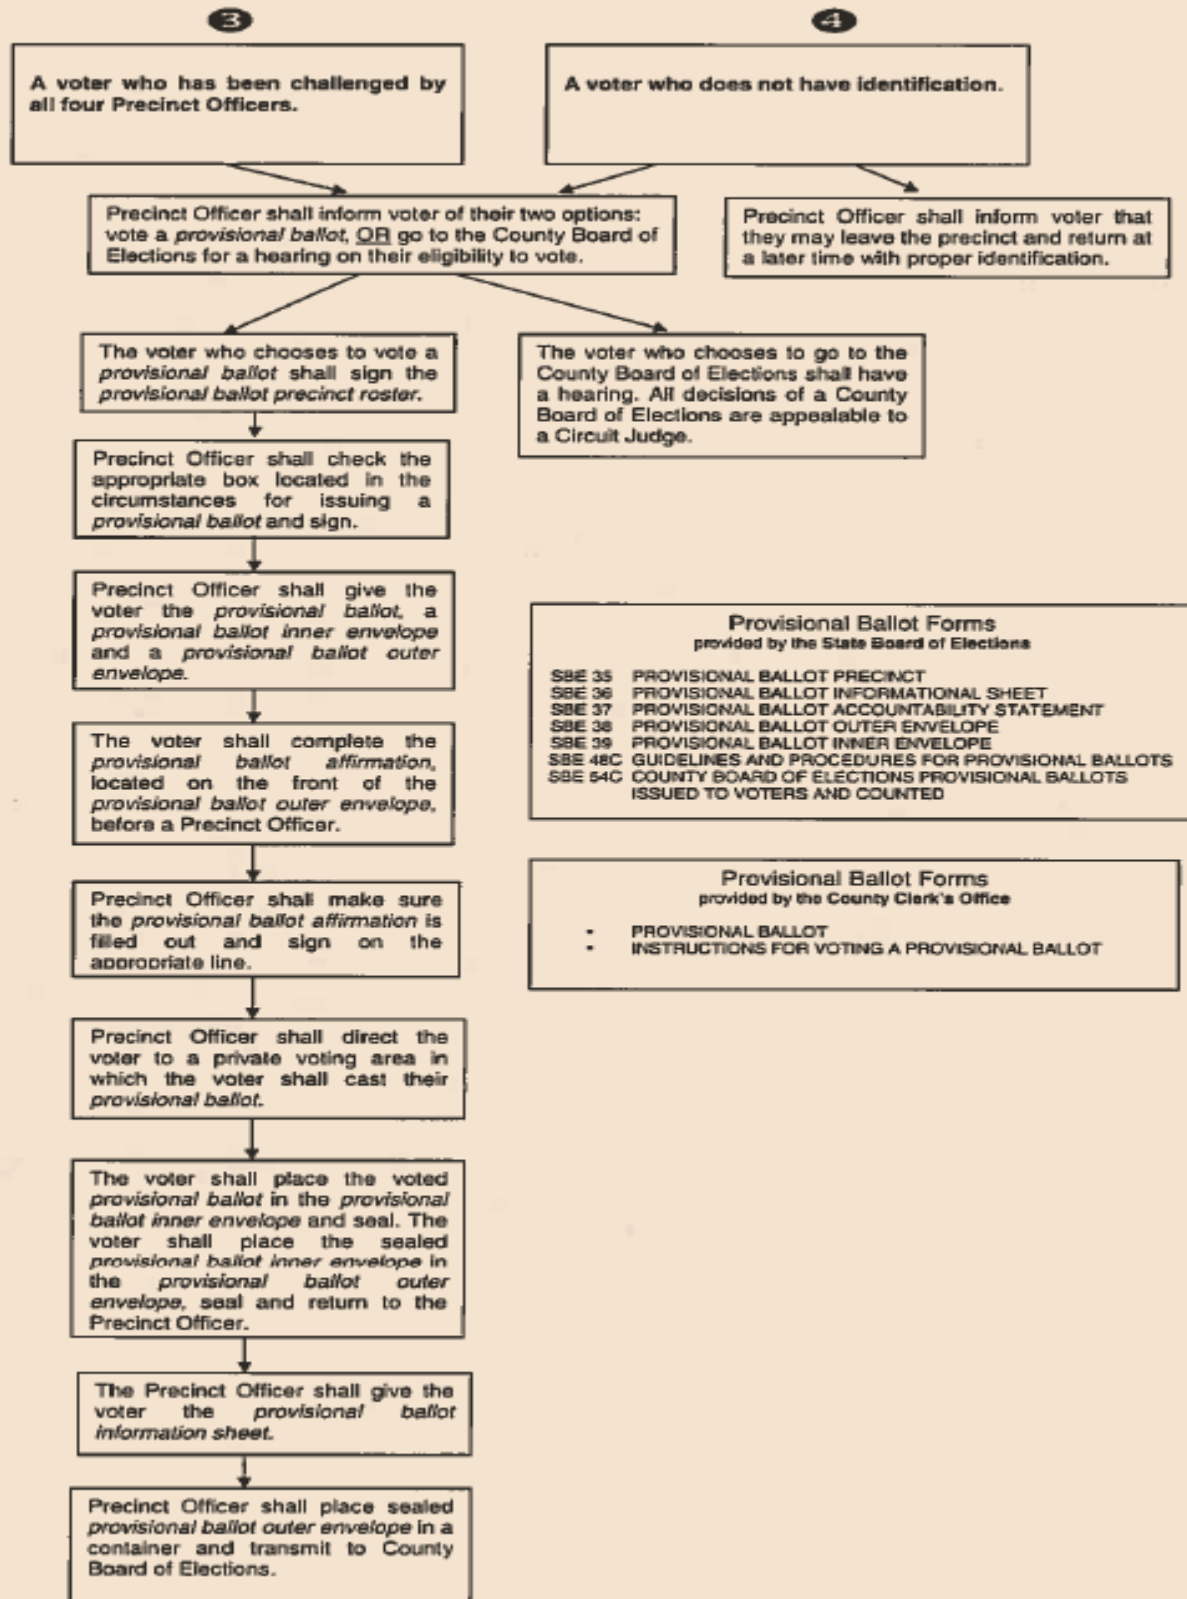 3
4
A voter who has been challenged by
all four Precinct Officers.
A voter who does not have identification.
Precinct Officer shall inform voter of their two options:
vote a provisional ballot, OR go to the County Board of
Elections for a hearing on their eligibility to vote.
Precinct Officer shall inform voter that
they may leave the precinct and return at
a later time with proper identification.
The voter who chooses to vote a
provisional ballot shall sign the
provisional ballot precinct roster.
The voter who chooses to go to the
County Board of Elections shall have
a hearing. All decisions of a County
Board of Elections are appealable to
a Circuit Judge.
Precinct Officer shall check the
appropriate box located in the
circumstances for issuing a
provisional ballot and sign.
Precinct Officer shall give the
voter the provisional ballot, a
provisional ballot inner envelope
and a provisional ballot outer
envelope.
The voter shall complete the
provisional ballot affirmation,
located on the front of the
provisional ballot outer envelope,
before a Precinct Officer.
Precinct Officer shall make sure
the provisional ballot affirmation is
filled out and sign on the
appropriate line.
Precinct Officer shall direct the
voter to a private voting area in
which the voter shall cast their
provisional ballot.
The voter shall place the voted
provisional ballot in the provisional
ballot inner envelope and seal. The
voter shall place the sealed
provisional ballot inner envelope in
the provisional ballot outer
envelope, seal and return to the
Precinct Officer.
The Precinct Officer shall give the
voter the provisional ballot
information sheet.
Precinct Officer shall place sealed
provisional ballot outer envelope in a
container and transmit to County
Board of Elections.
Provisional Ballot Forms
provided by the State Board of Elections
SBE 35 PROVISIONAL BALLOT PRECINCT
SBE 36 PROVISIONAL BALLOT INFORMATIONAL SHEET
SBE 37 PROVISIONAL BALLOT ACCOUNTABILITY STATEMENT
SBE 38 PROVISIONAL BALLOT OUTER ENVELOPE
SBE 39 PROVISIONAL BALLOT INNER ENVELOPE
SBE 48C GUIDELINES AND PROCEDURES FOR PROVISIONAL BALLOTS
SBE 54C COUNTY BOARD OF ELECTIONS PROVISIONAL BALLOTS
ISSUED TO VOTERS AND COUNTED
Provisional Ballot Forms
provided by the County Clerk's Office
• PROVISIONAL BALLOT
• INSTRUCTIONS FOR VOTING A PROVISIONAL BALLOT